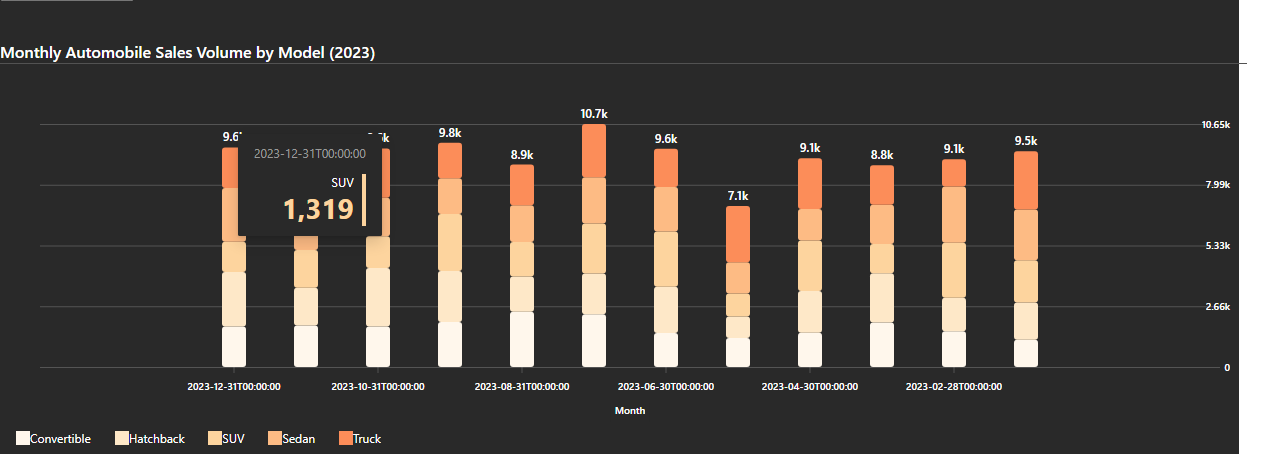 Monthly Automobile Sales Volume by Model (2023)
10.7k
9.8k
9.6k
9.5k
9.1k
9.1k
8.9k
8.8k
7.1k
2023-12-31T00:00:00
SUV
1,319
10.65k
7.99k
5.33k
2.66k
0
2023-12-31T00:00:00 2023-10-31T00:00:00 2023-08-31T00:00:00 2023-06-30T00:00:00 2023-04-30T00:00:00 2023-02-28T00:00:00
Month
Convertible Hatchback SUV Sedan Truck